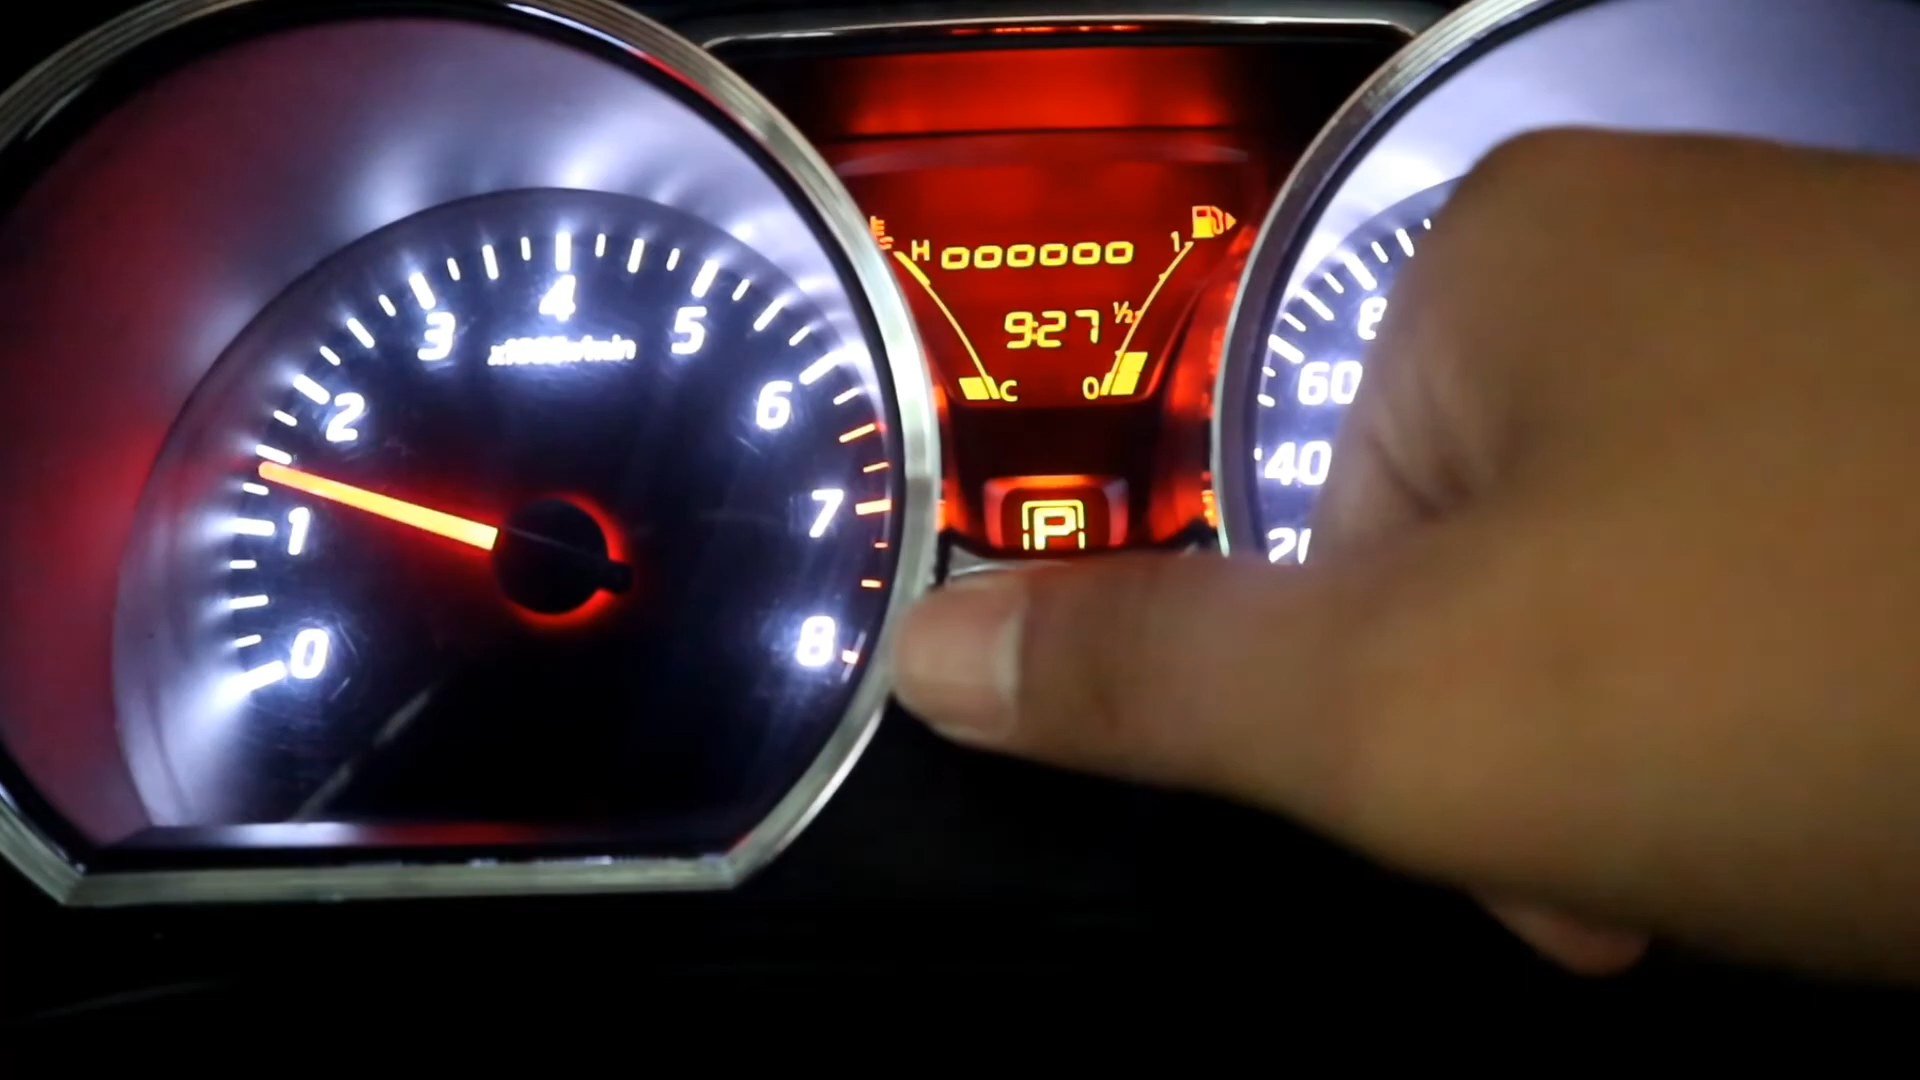 0 1 2 3 4 5 6 7 8
x1000r/min
H 000000 1
9:27 1/2
C 0
P
60
40